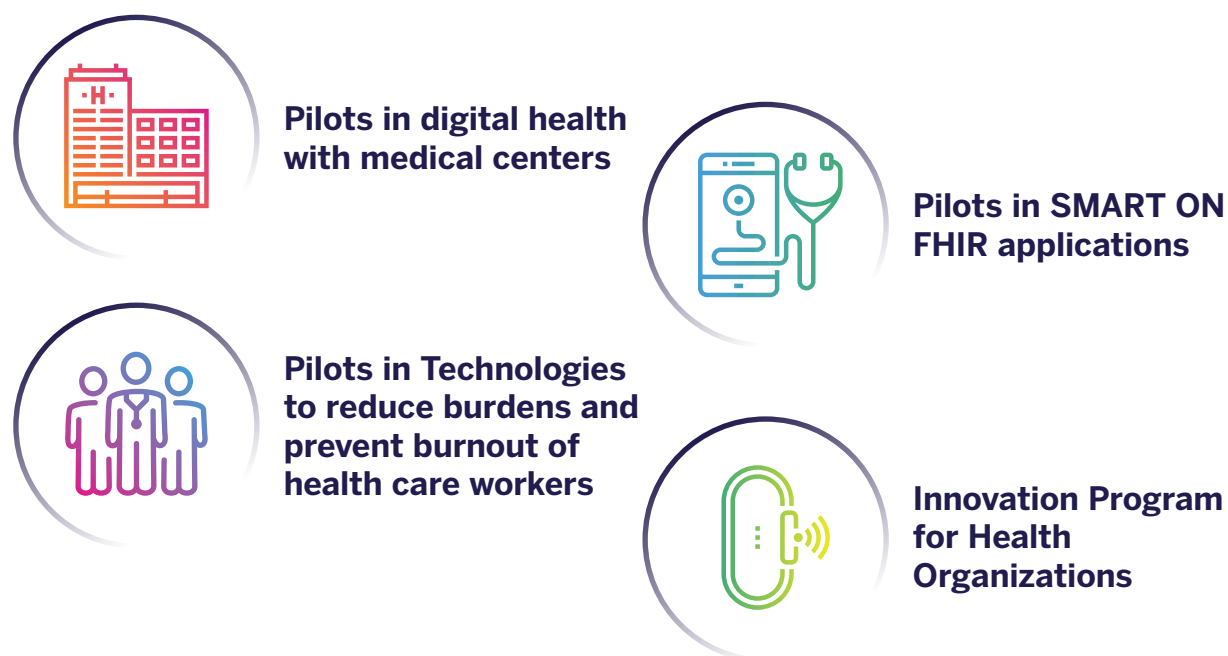 H
Pilots in digital health
with medical centers
Pilots in SMART ON
FHIR applications
Pilots in Technologies
to reduce burdens and
prevent burnout of
health care workers
Innovation Program
for Health
Organizations